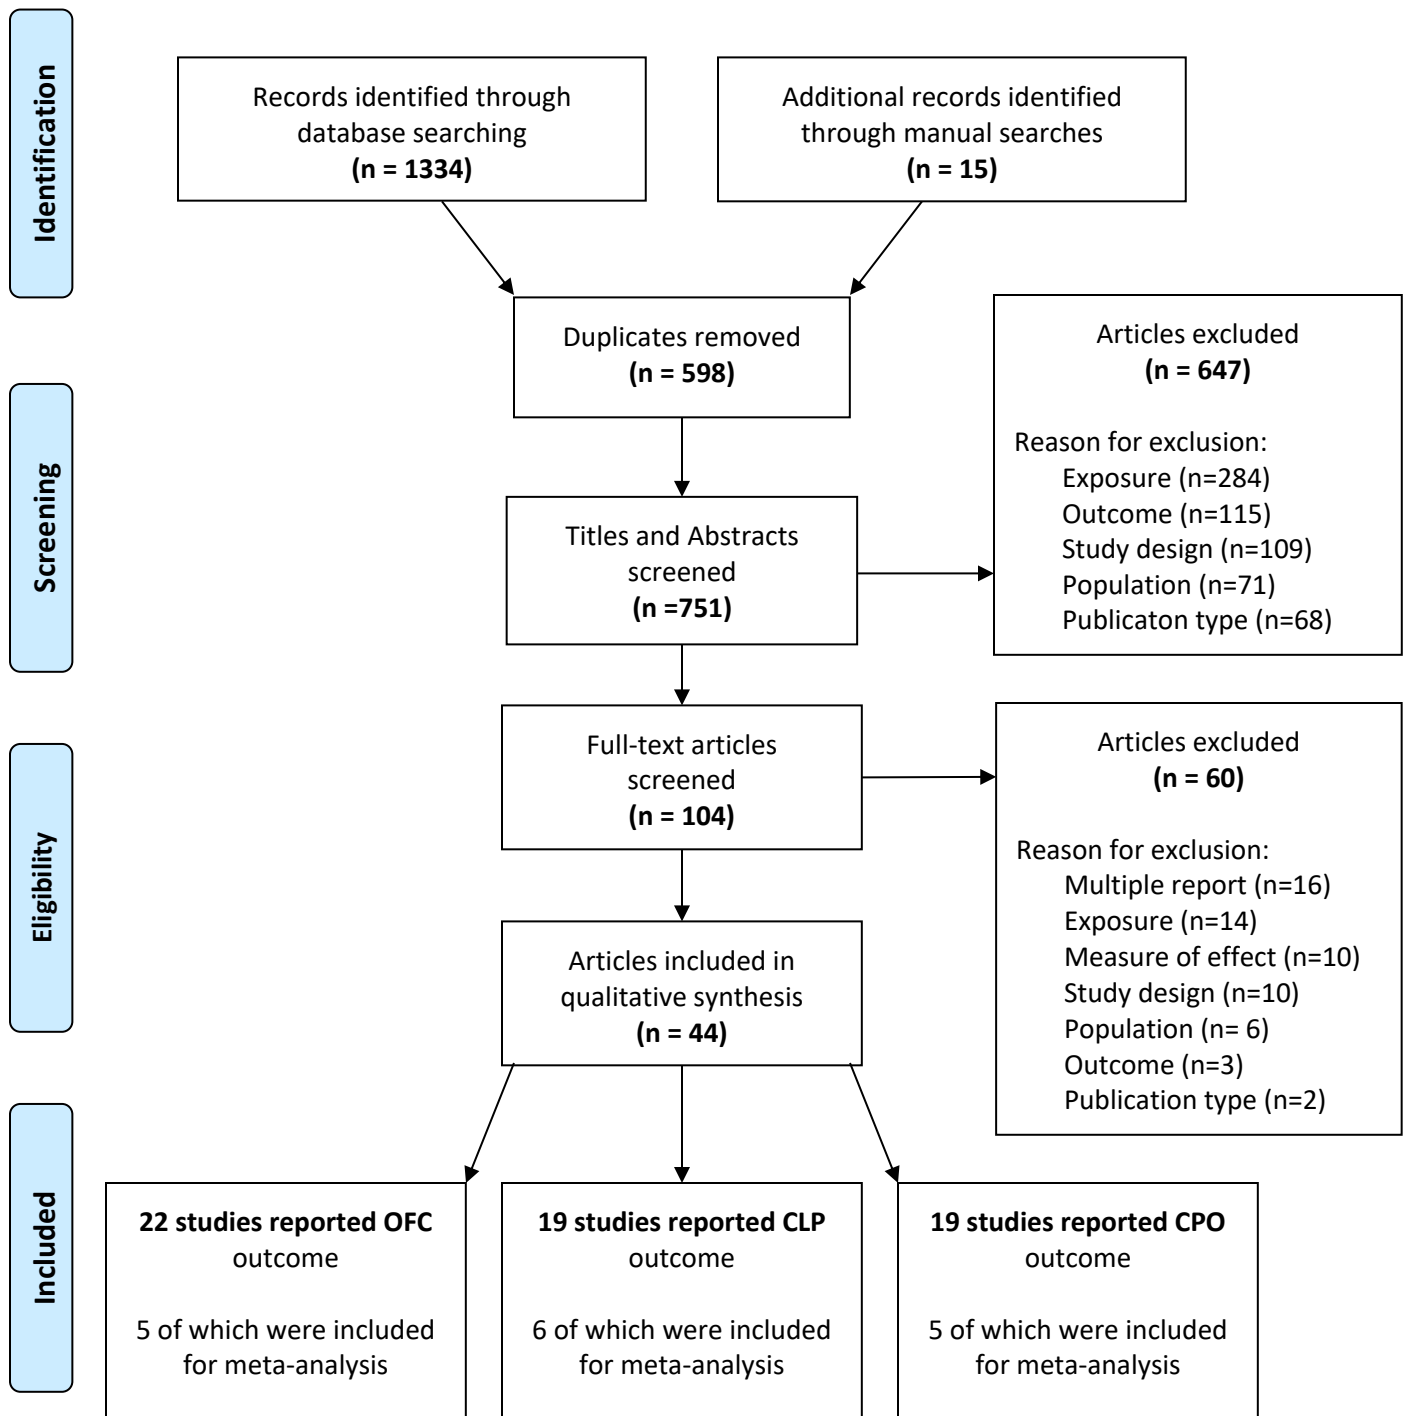 Identification
Records identified through
database searching
(n = 1334)
Additional records identified
through manual searches
(n = 15)
Duplicates removed
(n = 598)
Screening
Titles and Abstracts
screened
(n =751)
Articles excluded
(n = 647)
Reason for exclusion:
Exposure (n=284)
Outcome (n=115)
Study design (n=109)
Population (n=71)
Publicaton type (n=68)
Eligibility
Full-text articles
screened
(n = 104)
Articles excluded
(n = 60)
Reason for exclusion:
Multiple report (n=16)
Exposure (n=14)
Measure of effect (n=10)
Study design (n=10)
Population (n= 6)
Outcome (n=3)
Publication type (n=2)
Articles included in
qualitative synthesis
(n = 44)
Included
22 studies reported OFC
outcome
5 of which were included
for meta-analysis
19 studies reported CLP
outcome
6 of which were included
for meta-analysis
19 studies reported CPO
outcome
5 of which were included
for meta-analysis